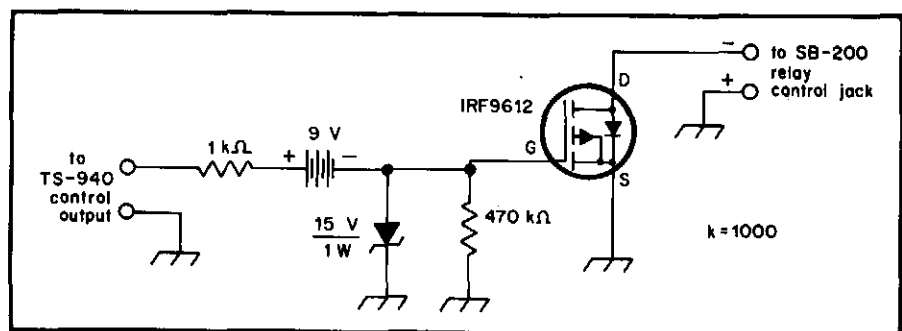 to TS-940
control
output
1 kΩ
+ 9 V −
15 V
1 W
470 kΩ
IRF9612
G
D
S
− to SB-200
relay
+ control jack
k = 1000